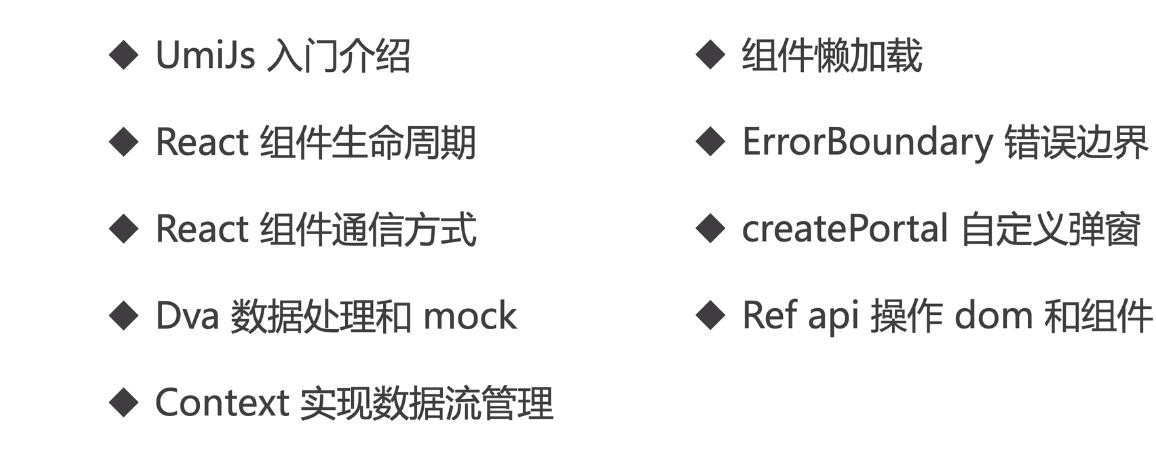 ◆ UmiJs 入门介绍
◆ React 组件生命周期
◆ React 组件通信方式
◆ Dva 数据处理和 mock
◆ Context 实现数据流管理
◆ 组件懒加载
◆ ErrorBoundary 错误边界
◆ createPortal 自定义弹窗
◆ Ref api 操作 dom 和组件